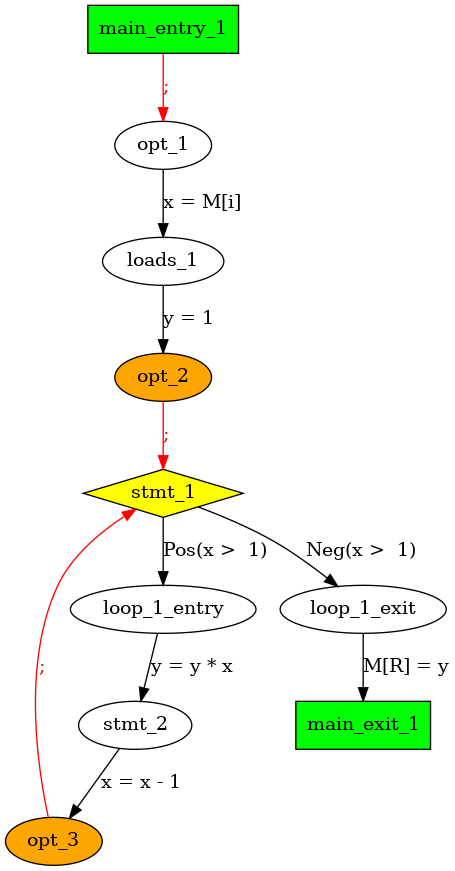 main_entry_1
;
opt_1
x = M[i]
loads_1
y = 1
opt_2
;
stmt_1
Pos(x >  1)
Neg(x >  1)
loop_1_entry
loop_1_exit
;
y = y * x
M[R] = y
stmt_2
main_exit_1
x = x - 1
opt_3